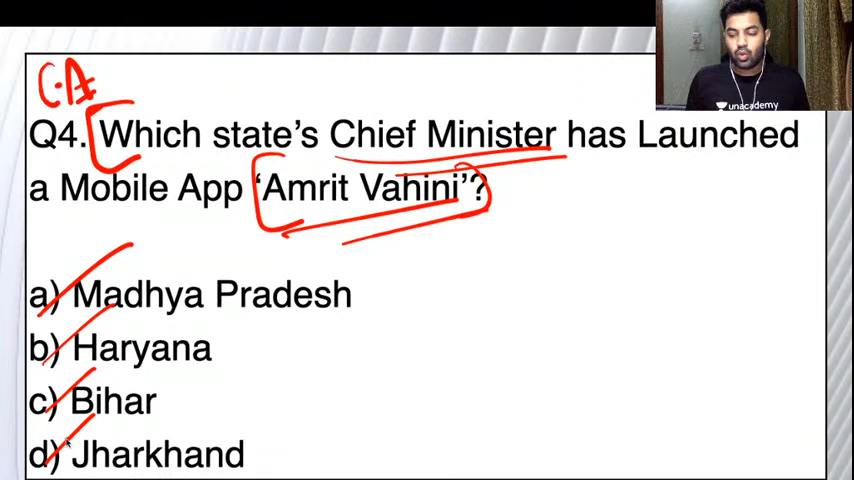 unacademy
C.A
Q4. Which state's Chief Minister has Launched
a Mobile App ‘Amrit Vahini’?
a) Madhya Pradesh
b) Haryana
c) Bihar
d) Jharkhand